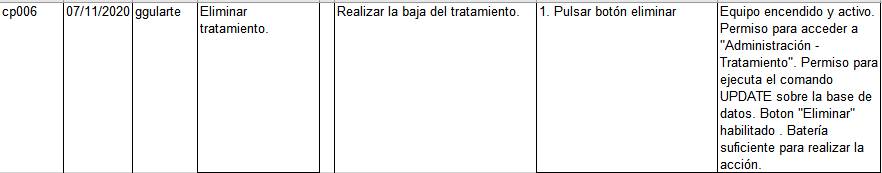 cp006
07/11/2020
ggularte
Eliminar
tratamiento.
Realizar la baja del tratamiento.
1. Pulsar botón eliminar
Equipo encendido y activo.
Permiso para acceder a
"Administración -
Tratamiento". Permiso para
ejecuta el comando
UPDATE sobre la base de
datos. Boton "Eliminar"
habilitado . Batería
suficiente para realizar la
acción.